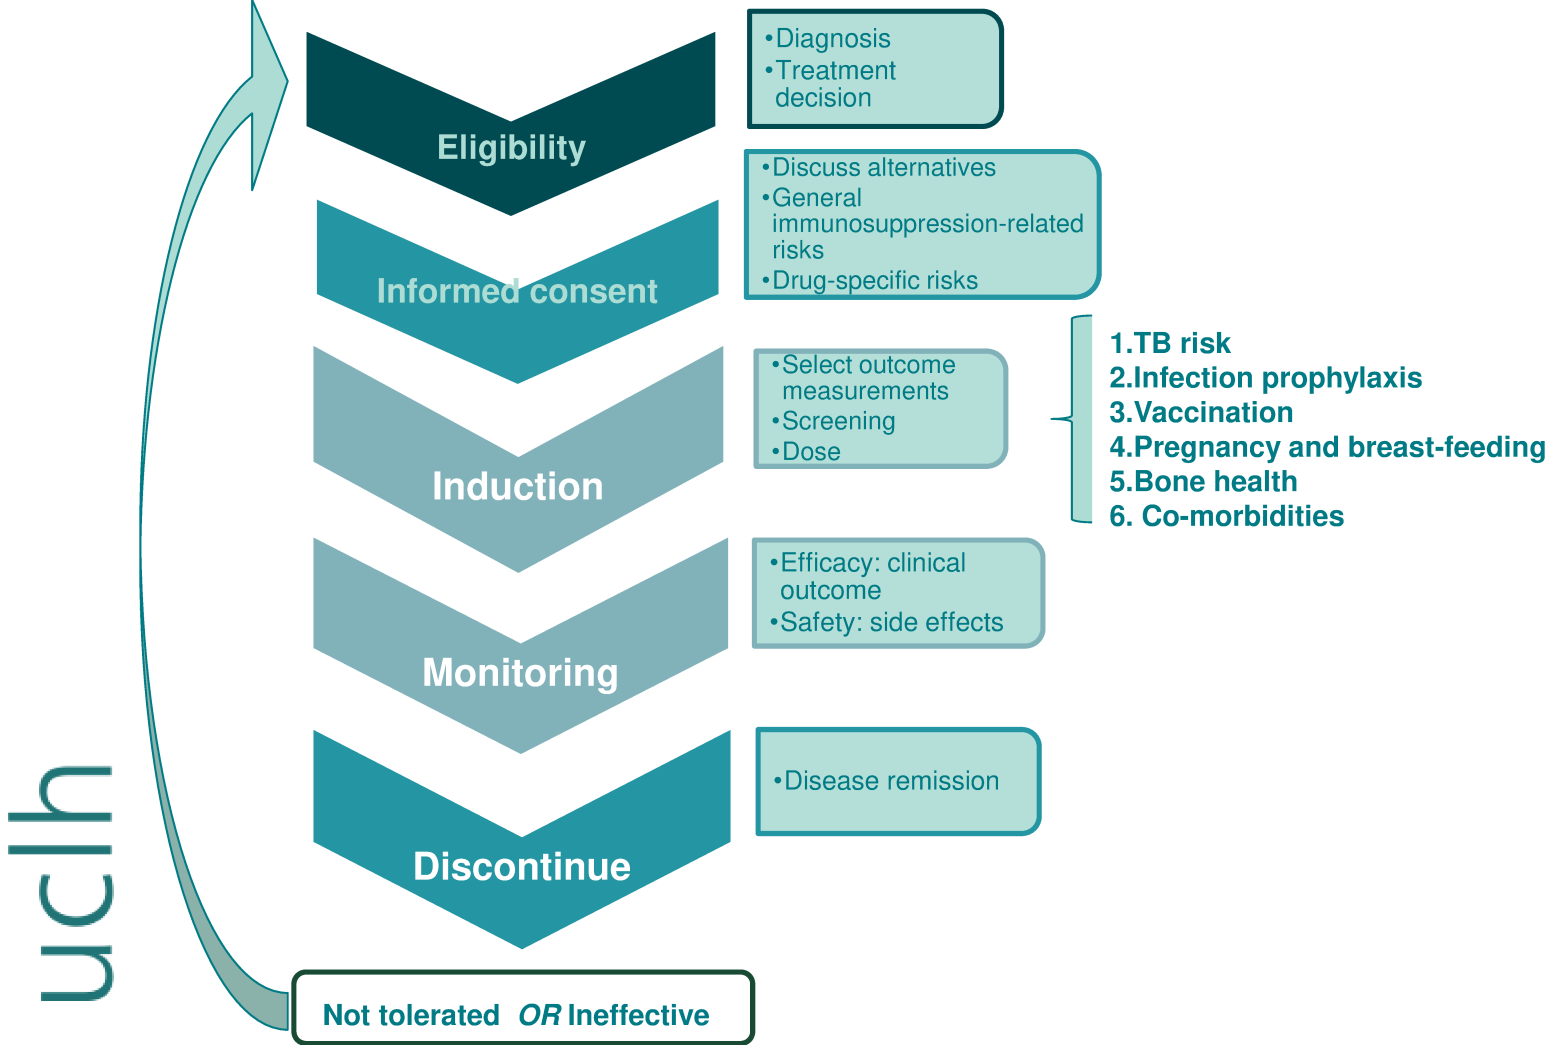 Eligibility
•Diagnosis
•Treatment
decision
Informed consent
•Discuss alternatives
•General
immunosuppression-related
risks
•Drug-specific risks
Induction
•Select outcome
measurements
•Screening
•Dose
1.TB risk
2.Infection prophylaxis
3.Vaccination
4.Pregnancy and breast-feeding
5.Bone health
6. Co-morbidities
Monitoring
•Efficacy: clinical
outcome
•Safety: side effects
Discontinue
•Disease remission
Not tolerated OR Ineffective
uclh